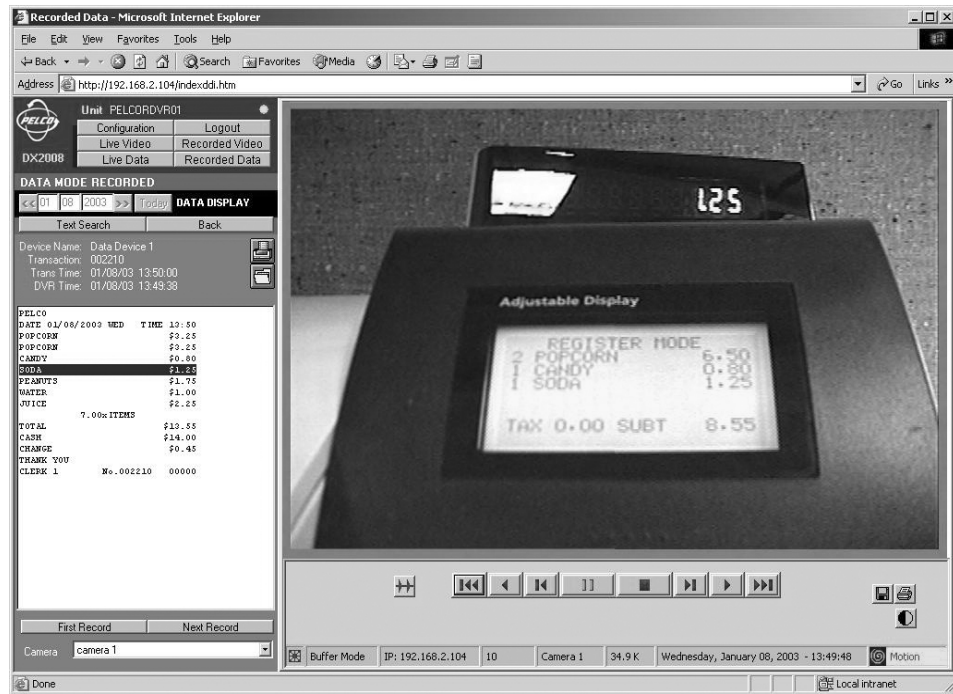 Recorded Data - Microsoft Internet Explorer
File Edit View Favorites Tools Help
Back Search Favorites Media
Address http://192.168.2.104/indexddi.htm Go Links »
PELCO
DX2008
Unit PELCORDVR01
Configuration Logout
Live Video Recorded Video
Live Data Recorded Data
DATA MODE RECORDED
<< 01 08 2003 >> Today DATA DISPLAY
Text Search Back
Device Name: Data Device 1
Transaction: 002210
Trans Time: 01/08/03 13:50:00
DVR Time: 01/08/03 13:49:38
PELCO
DATE 01/08/2003 WED TIME 13:50
POPCORN $3.25
POPCORN $3.25
CANDY $0.80
SODA $1.25
PEANUTS $1.75
WATER $1.00
JUICE $2.25
7.00x ITEMS
TOTAL $13.55
CASH $14.00
CHANGE $0.45
THANK YOU
CLERK 1 No.002210 00000
First Record Next Record
Camera camera 1
1.25
Adjustable Display
REGISTER MODE
2 POPCORN 6.50
1 CANDY 0.80
1 SODA 1.25
TAX 0.00 SUBT 8.55
Buffer Mode IP: 192.168.2.104 10 Camera 1 34.9 K Wednesday, January 08, 2003 - 13:49:48 Motion
Done Local intranet